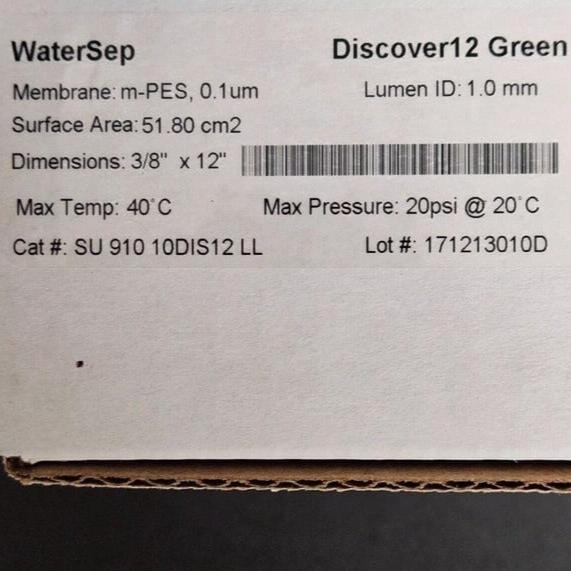 WaterSep Discover12 Green
Membrane: m-PES, 0.1um Lumen ID: 1.0 mm
Surface Area: 51.80 cm2
Dimensions: 3/8" x 12"
Max Temp: 40°C Max Pressure: 20psi @ 20°C
Cat #: SU 910 10DIS12 LL Lot #: 171213010D